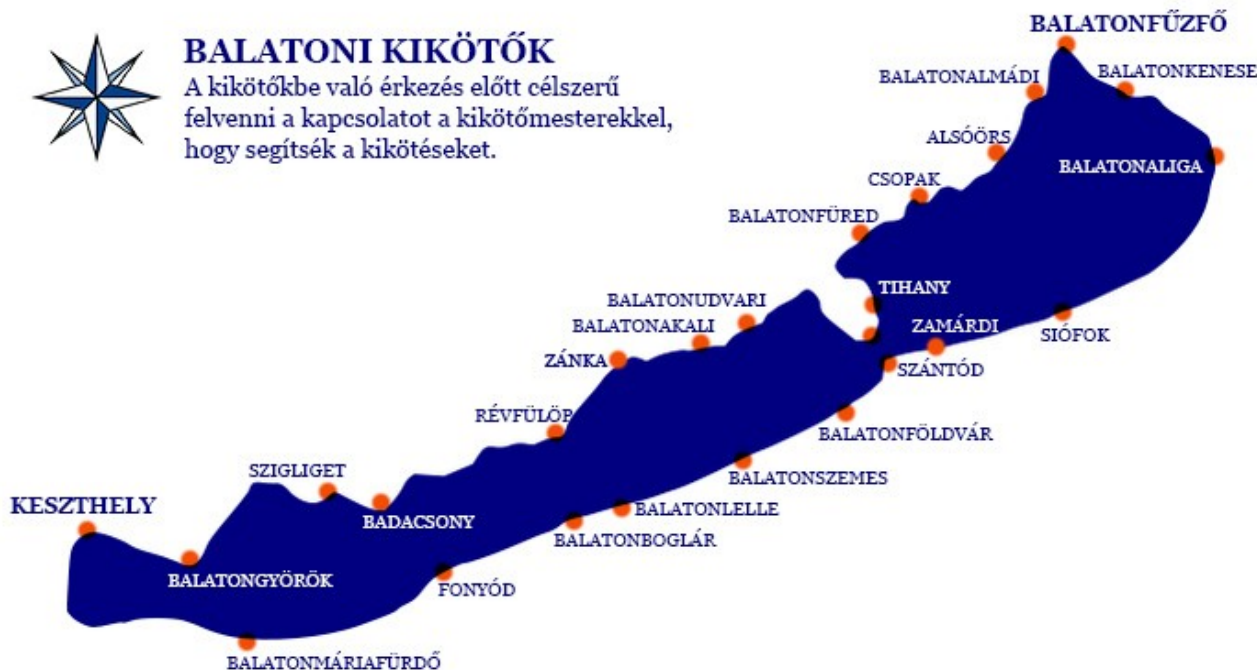 BALATONI KIKÖTŐK
A kikötőkbe való érkezés előtt célszerű
felvenni a kapcsolatot a kikötőmesterekkel,
hogy segítsék a kikötéseket.
BALATONFŰZFŐ
BALATONALMÁDI
BALATONKENESE
ALSÓÖRS
BALATONALIGA
CSOPAK
BALATONFÜRED
TIHANY
BALATONUDVARI
BALATONAKALI
ZAMÁRDI
SIÓFOK
ZÁNKA
SZÁNTÓD
RÉVFÜLÖP
BALATONFÖLDVÁR
SZIGLIGET
BALATONSZEMES
KESZTHELY
BALATONLELLE
BADACSONY
BALATONBOGLÁR
BALATONGYÖRÖK
FONYÓD
BALATONMÁRIAFÜRDŐ